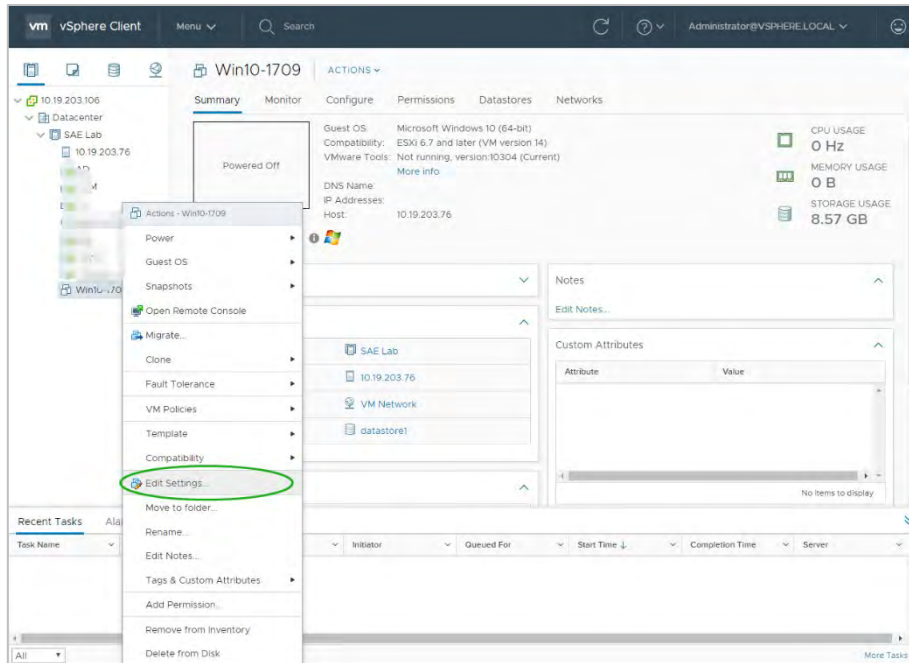 vm vSphere Client Menu Search Administrator@VSPHERE.LOCAL
Win10-1709 ACTIONS
Summary Monitor Configure Permissions Datastores Networks
10.19.203.106
Datacenter
SAE Lab
10.19.203.76
Powered Off
Guest OS: Microsoft Windows 10 (64-bit)
Compatibility: ESXi 6.7 and later (VM version 14)
VMware Tools: Not running, version:10304 (Current)
More info
DNS Name:
IP Addresses:
Host: 10.19.203.76
CPU USAGE
0 Hz
MEMORY USAGE
0 B
STORAGE USAGE
8.57 GB
Actions - Win10-1709
Power
Guest OS
Snapshots
Open Remote Console
Migrate...
Clone
Fault Tolerance
VM Policies
Template
Compatibility
Edit Settings...
Move to folder...
Rename...
Edit Notes...
Tags & Custom Attributes
Add Permission...
Remove from Inventory
Delete from Disk
SAE Lab
10.19.203.76
VM Network
datastore1
Notes
Edit Notes...
Custom Attributes
Attribute Value
No items to display
Recent Tasks
Task Name Initiator Queued For Start Time Completion Time Server
All More Tasks